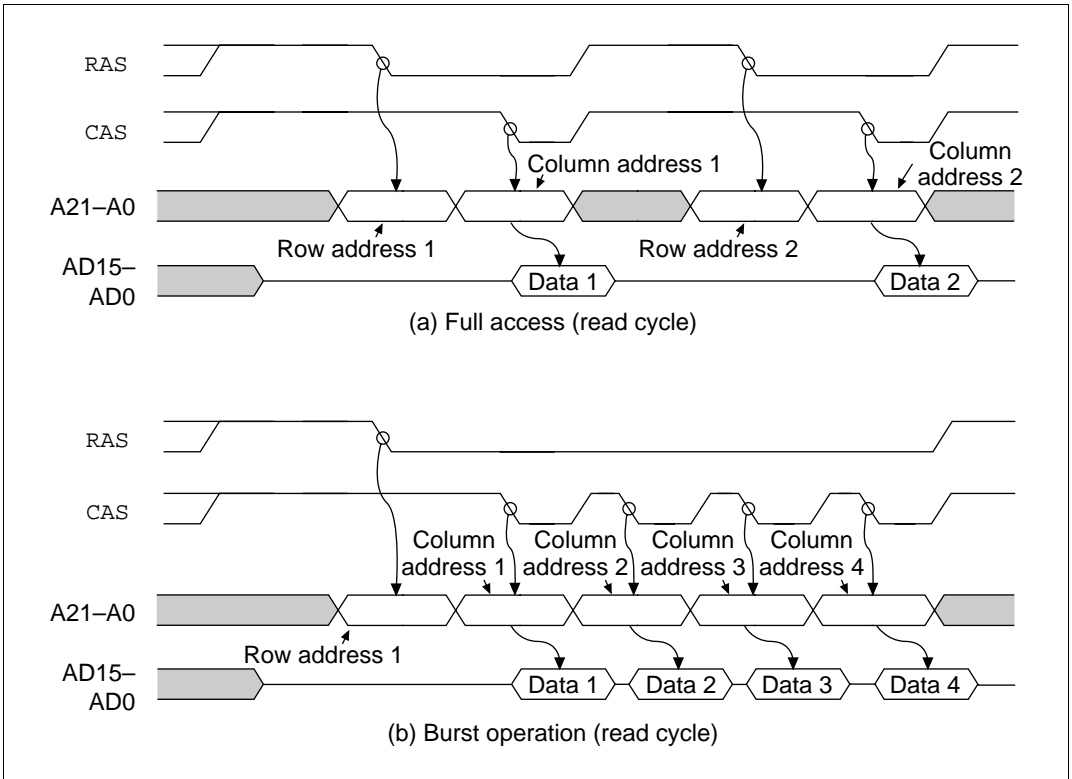 RAS
CAS
Column address 1
Column
address 2
A21–A0
Row address 1
Row address 2
AD15–
AD0
Data 1
Data 2
(a) Full access (read cycle)
RAS
CAS
Column
address 1
Column
address 2
Column
address 3
Column
address 4
A21–A0
Row address 1
AD15–
AD0
Data 1
Data 2
Data 3
Data 4
(b) Burst operation (read cycle)